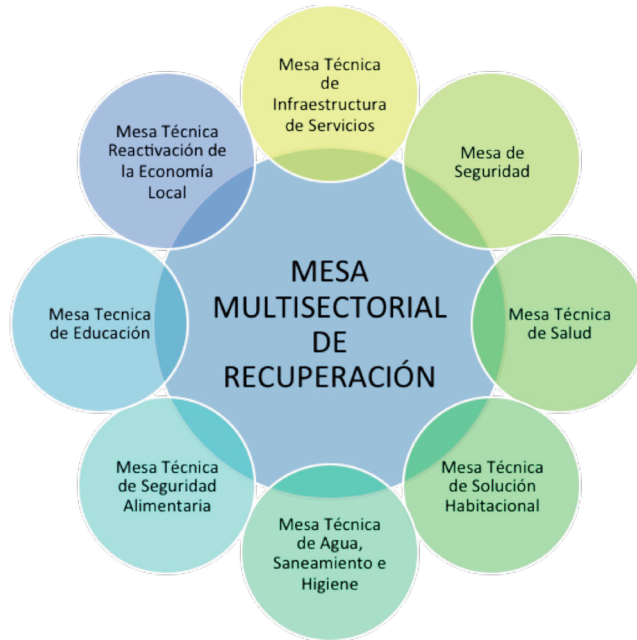 Mesa Técnica
de
Infraestructura
de Servicios
Mesa de
Seguridad
Mesa Técnica
de Salud
Mesa Técnica
de Solución
Habitacional
Mesa Técnica
de Agua,
Saneamiento e
Higiene
Mesa Técnica
de Seguridad
Alimentaria
Mesa Tecnica
de Educación
Mesa Técnica
Reactivación de
la Economía
Local
MESA
MULTISECTORIAL
DE
RECUPERACIÓN